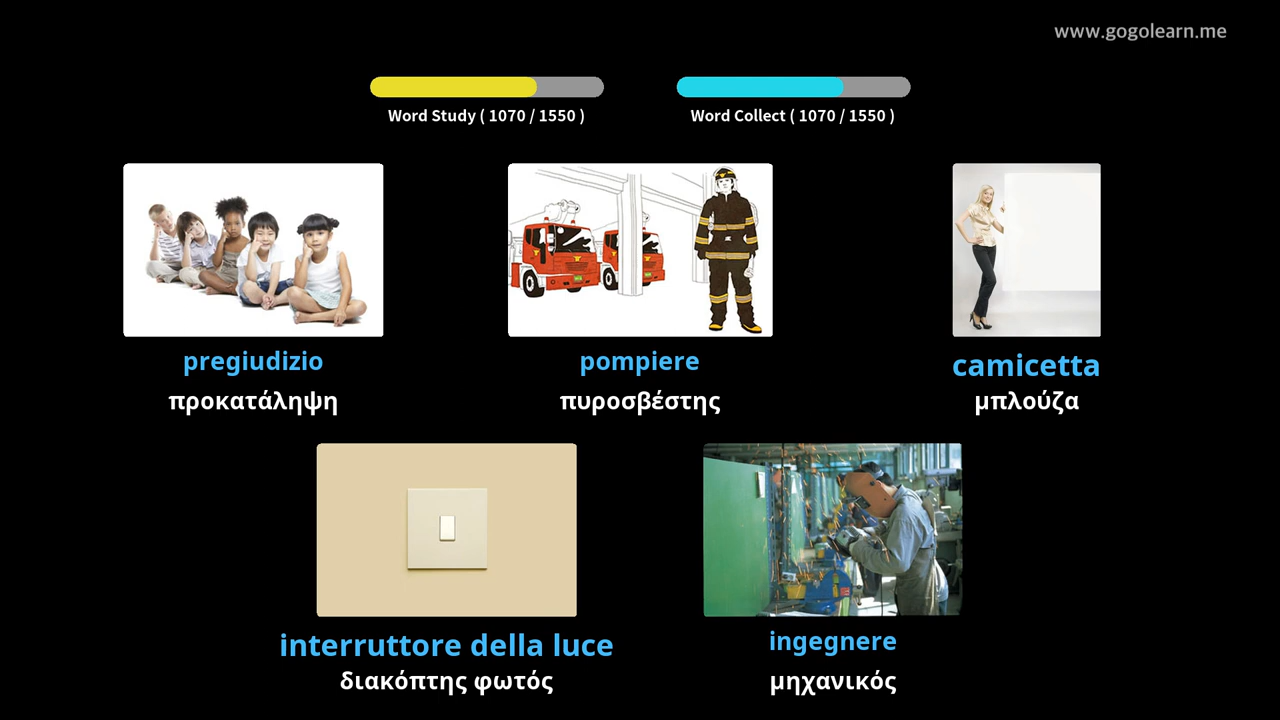 www.gogolearn.me
Word Study ( 1070 / 1550 )
Word Collect ( 1070 / 1550 )
pregiudizio
προκατάληψη
pompiere
πυροσβέστης
camicetta
μπλούζα
interruttore della luce
διακόπτης φωτός
ingegnere
μηχανικός